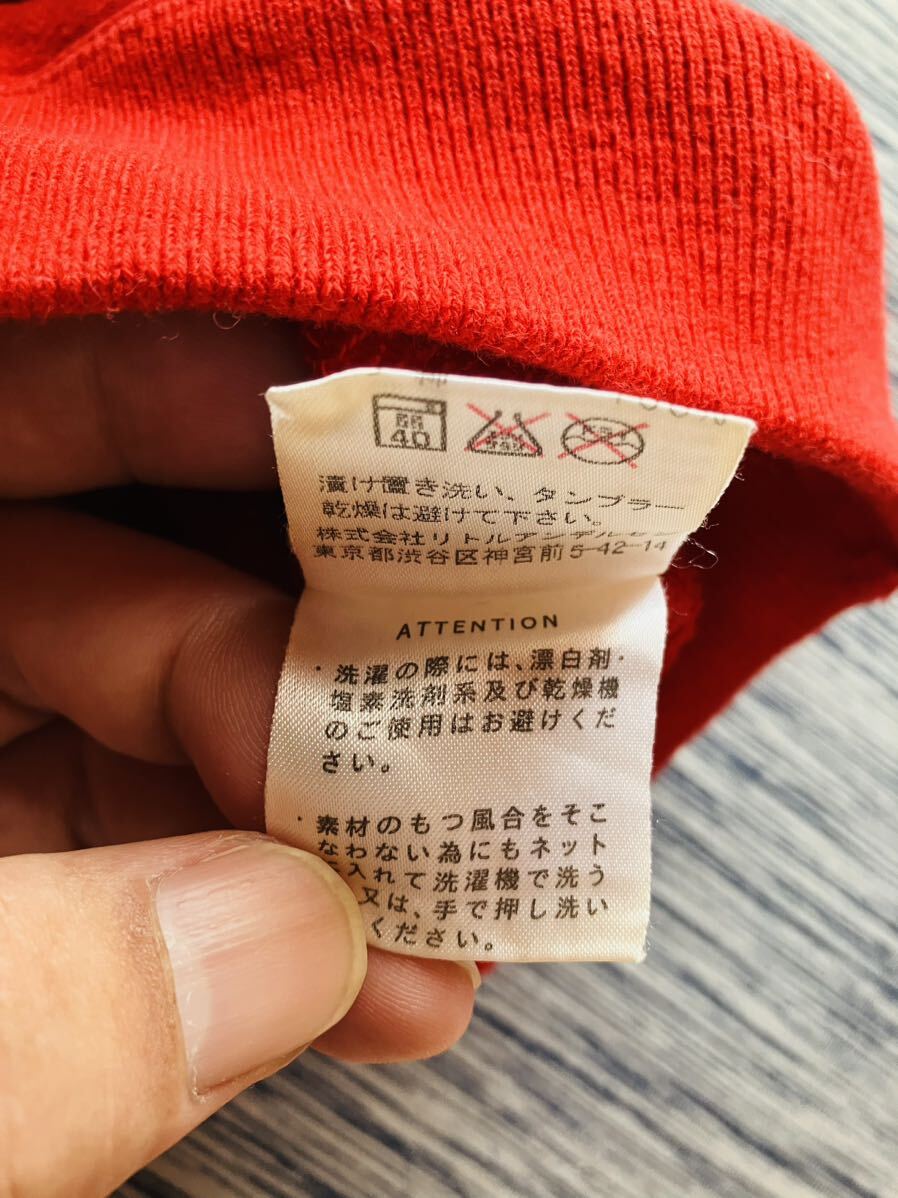 40
漬け置き洗い、タンブラー
乾燥は避けて下さい。
株式会社リトルアンデルセン
東京都渋谷区神宮前5-42-14
ATTENTION
・洗濯の際には、漂白剤・
塩素洗剤系及び乾燥機
のご使用はお避けくだ
さい。
・素材のもつ風合をそこ
なわない為にもネット
に入れて洗濯機で洗う
又は、手で押し洗い
ください。